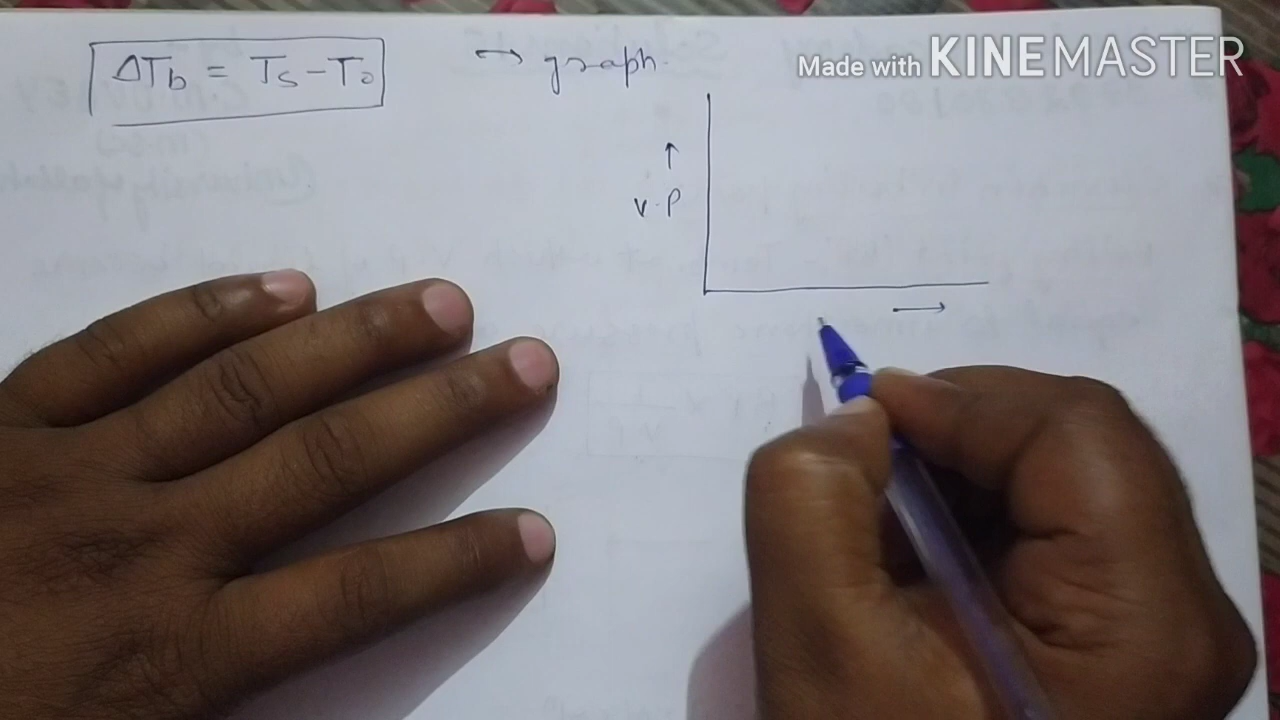 ΔTb = Ts - To → graph.
Made with KINEMASTER
↑
V.P
→